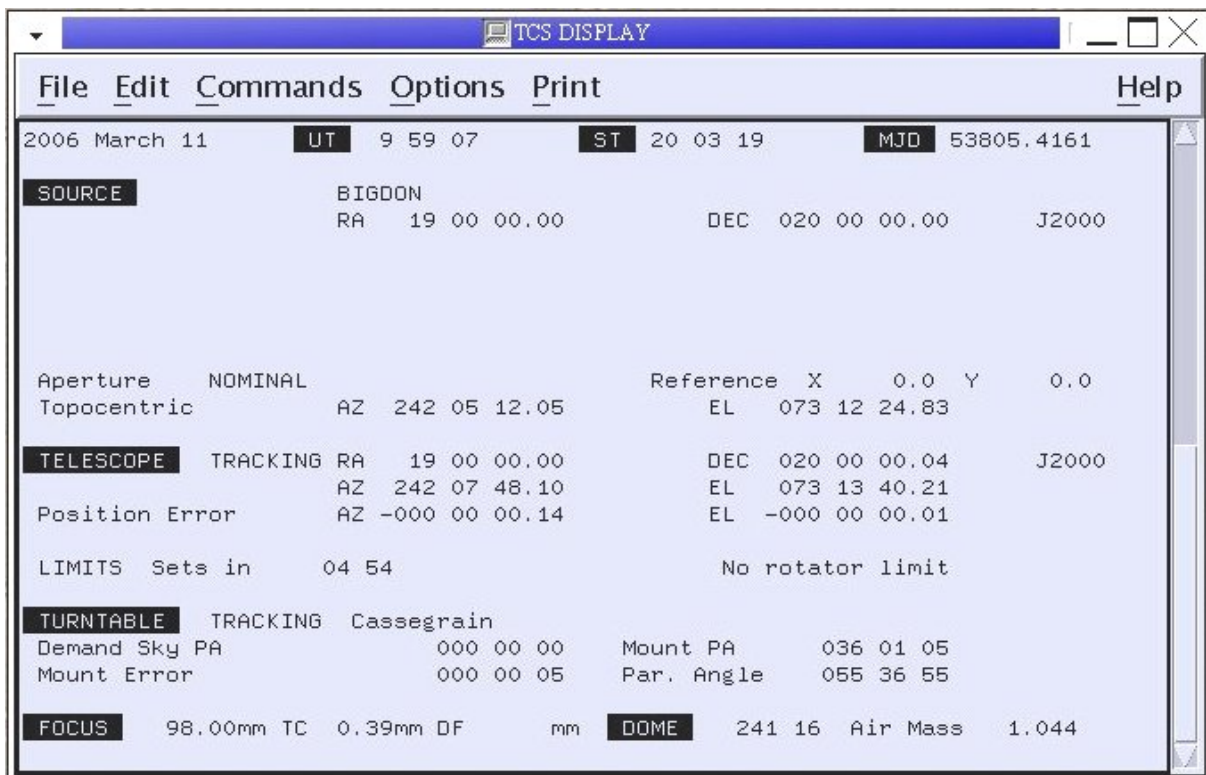 TCS DISPLAY
File Edit Commands Options Print Help
2006 March 11 UT 9 59 07 ST 20 03 19 MJD 53805.4161
SOURCE BIGDON
RA 19 00 00.00 DEC 020 00 00.00 J2000
Aperture NOMINAL Reference X 0.0 Y 0.0
Topocentric AZ 242 05 12.05 EL 073 12 24.83
TELESCOPE TRACKING RA 19 00 00.00 DEC 020 00 00.04 J2000
AZ 242 07 48.10 EL 073 13 40.21
Position Error AZ -000 00 00.14 EL -000 00 00.01
LIMITS Sets in 04 54 No rotator limit
TURNTABLE TRACKING Cassegrain
Demand Sky PA 000 00 00 Mount PA 036 01 05
Mount Error 000 00 05 Par. Angle 055 36 55
FOCUS 98.00mm TC 0.39mm DF mm DOME 241 16 Air Mass 1.044